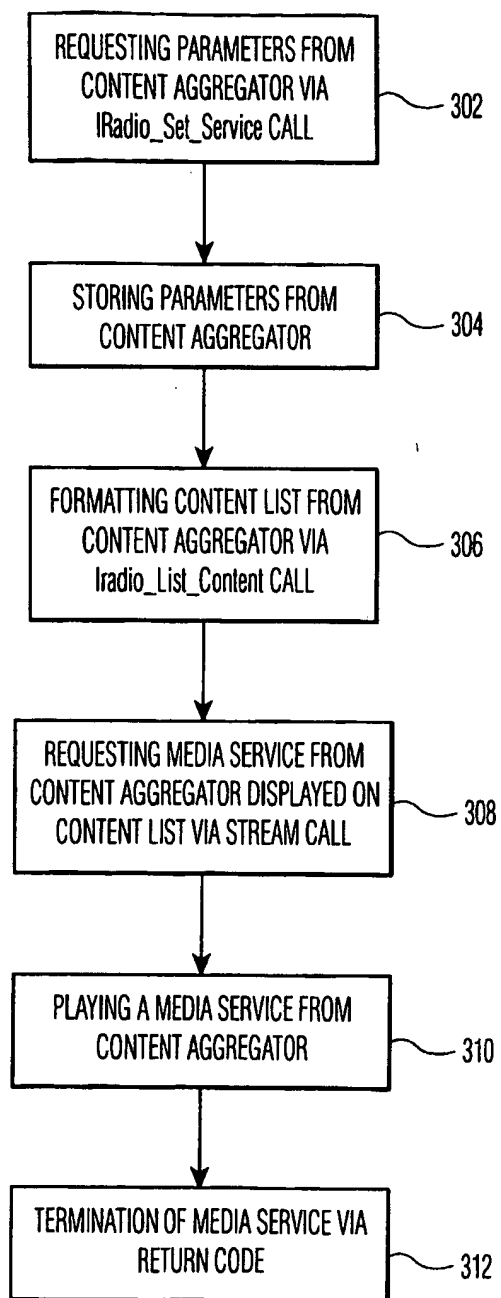 REQUESTING PARAMETERS FROM
CONTENT AGGREGATOR VIA
IRadio_Set_Service CALL
302
STORING PARAMETERS FROM
CONTENT AGGREGATOR
304
FORMATTING CONTENT LIST FROM
CONTENT AGGREGATOR VIA
Iradio_List_Content CALL
306
REQUESTING MEDIA SERVICE FROM
CONTENT AGGREGATOR DISPLAYED ON
CONTENT LIST VIA STREAM CALL
308
PLAYING A MEDIA SERVICE FROM
CONTENT AGGREGATOR
310
TERMINATION OF MEDIA SERVICE VIA
RETURN CODE
312